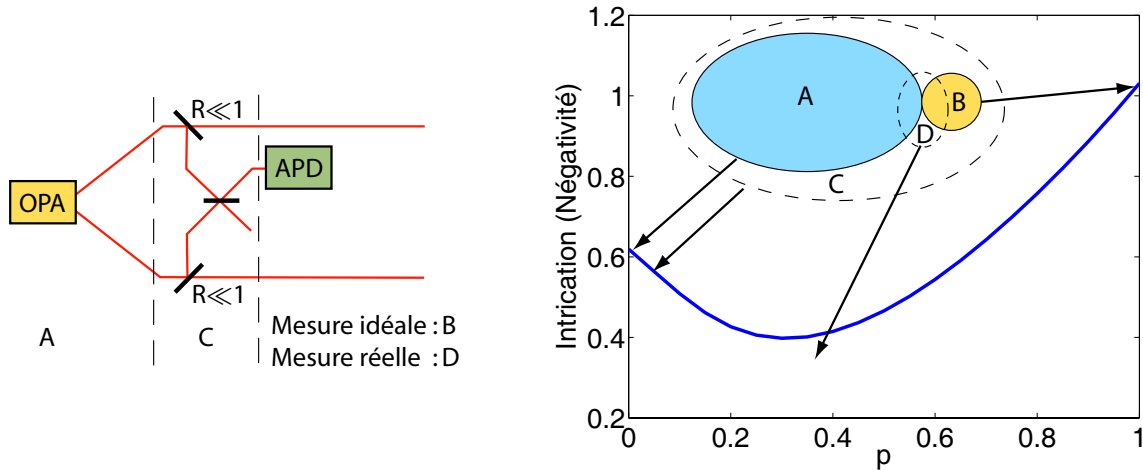 R≪1
APD
OPA
R≪1
A
C
Mesure idéale : B
Mesure réelle : D
Intrication (Négativité)
1.2
1
0.8
0.6
0.4
0.2
0
0.2
0.4
0.6
0.8
1
p
A
B
D
C